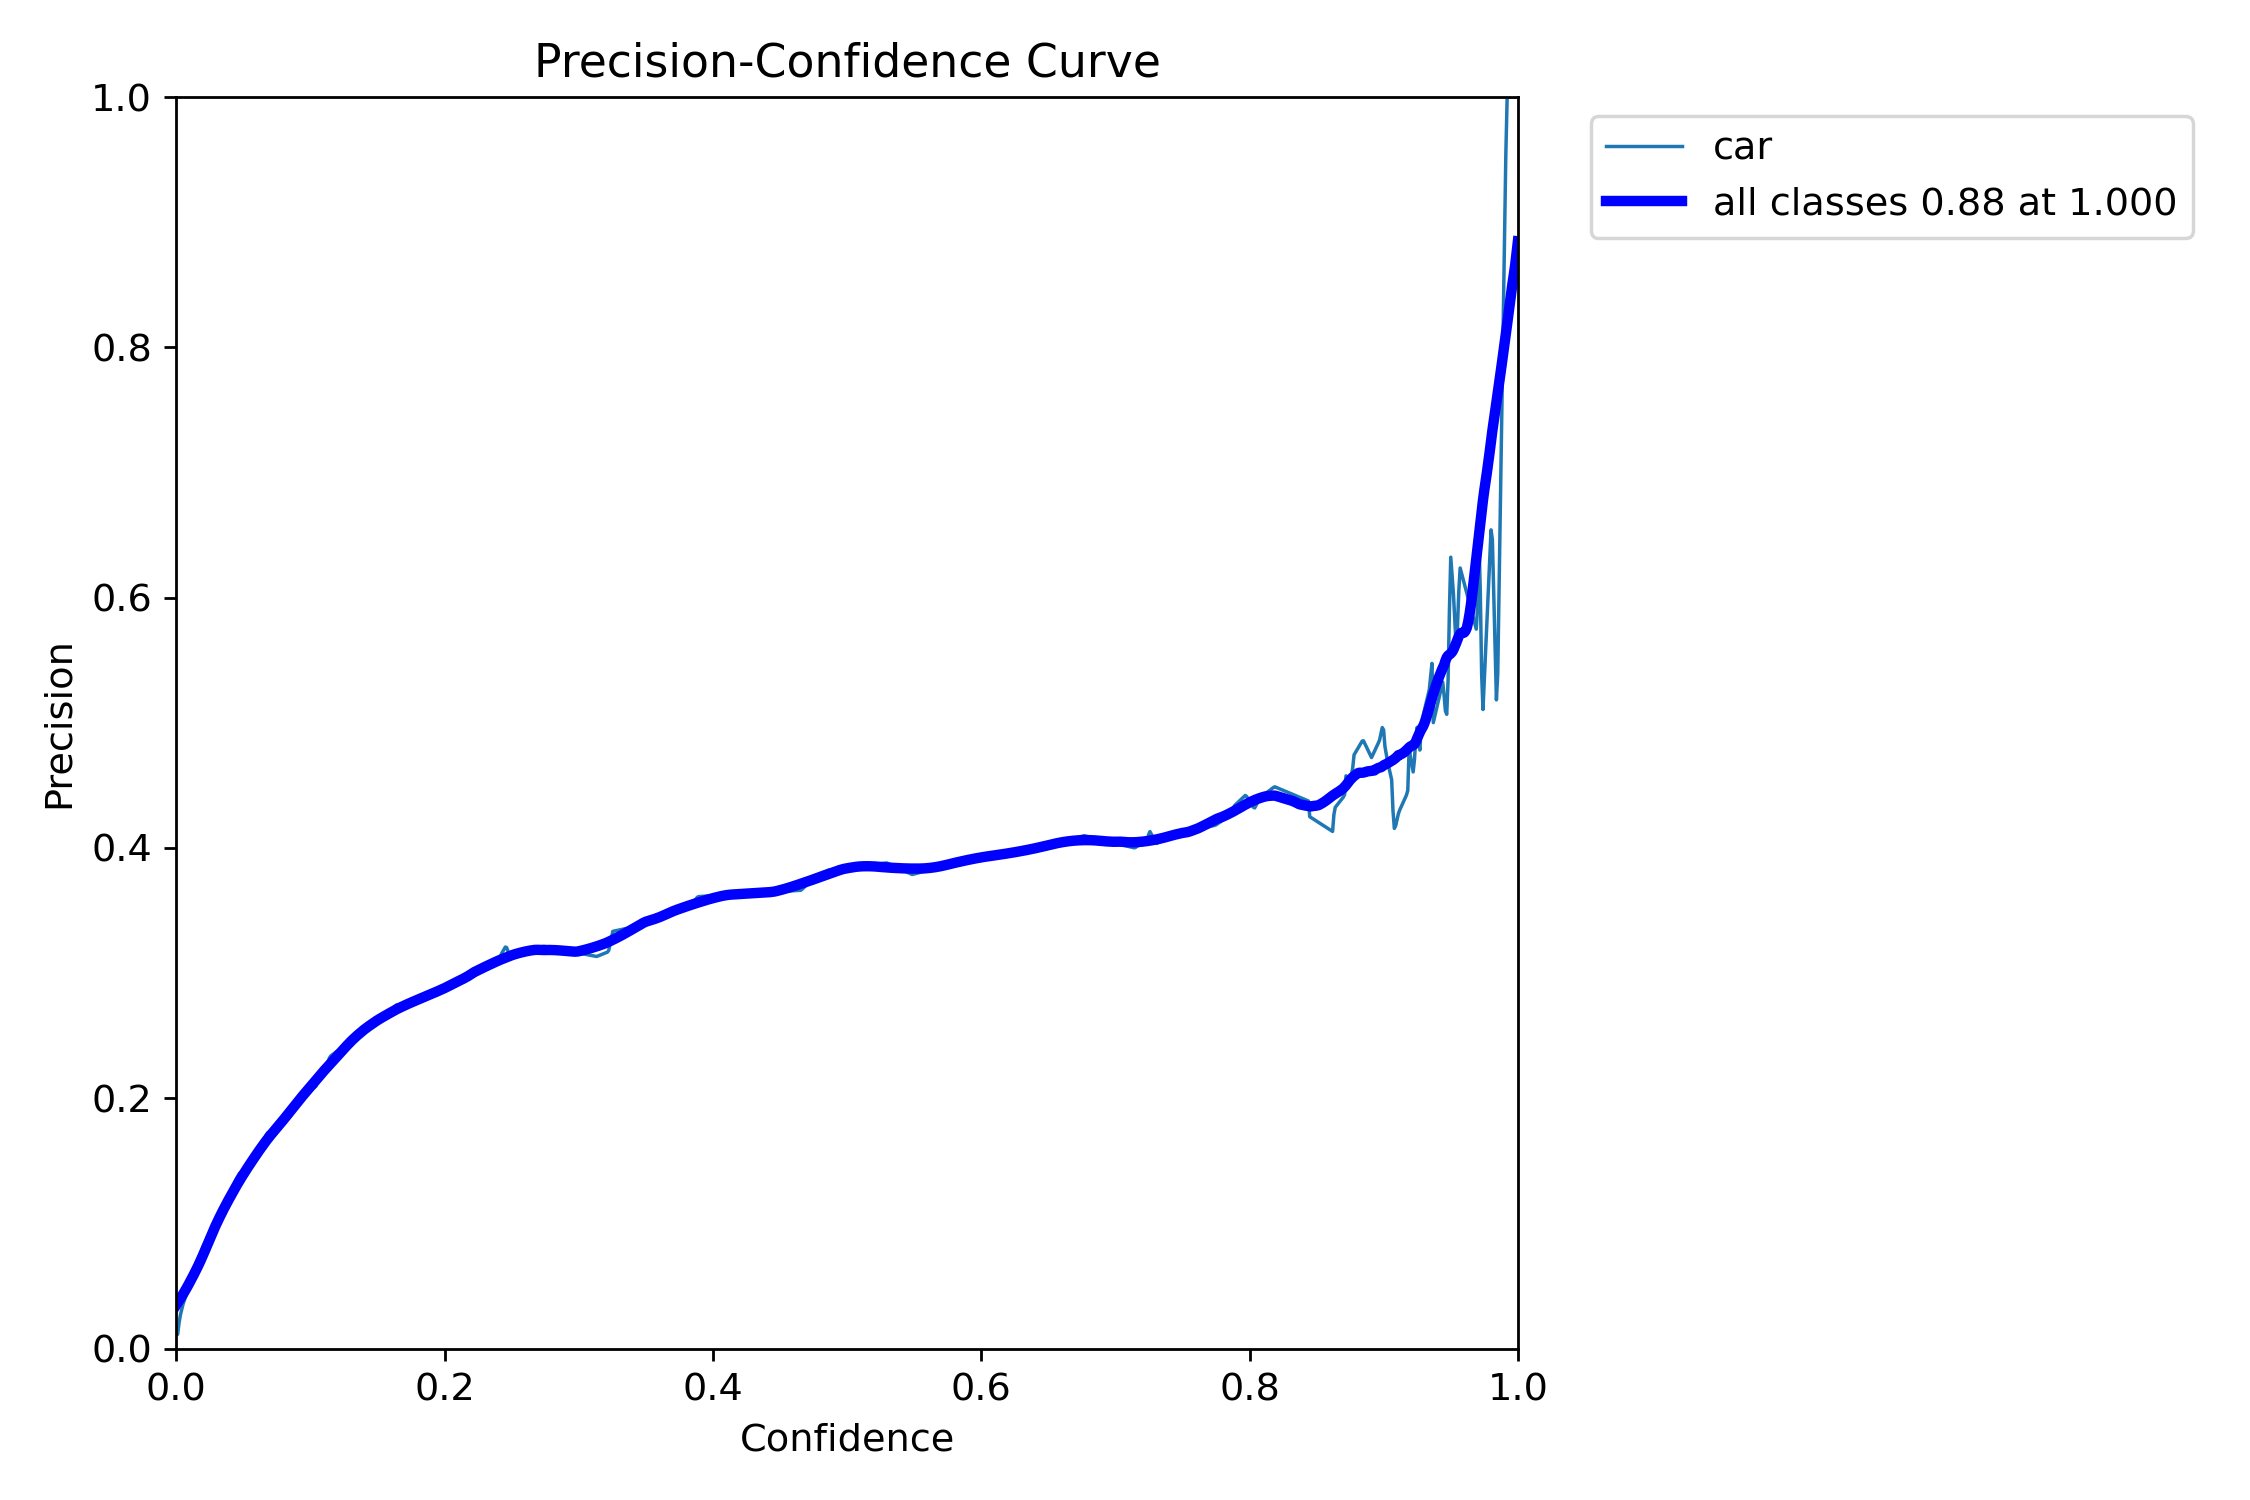 Precision-Confidence Curve
1.0
0.8
0.6
0.4
0.2
0.0
Precision
0.0 0.2 0.4 0.6 0.8 1.0
Confidence
car
all classes 0.88 at 1.000